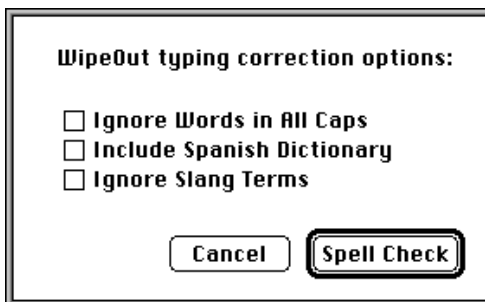 WipeOut typing correction options:
Ignore Words in All Caps
Include Spanish Dictionary
Ignore Slang Terms
Cancel Spell Check